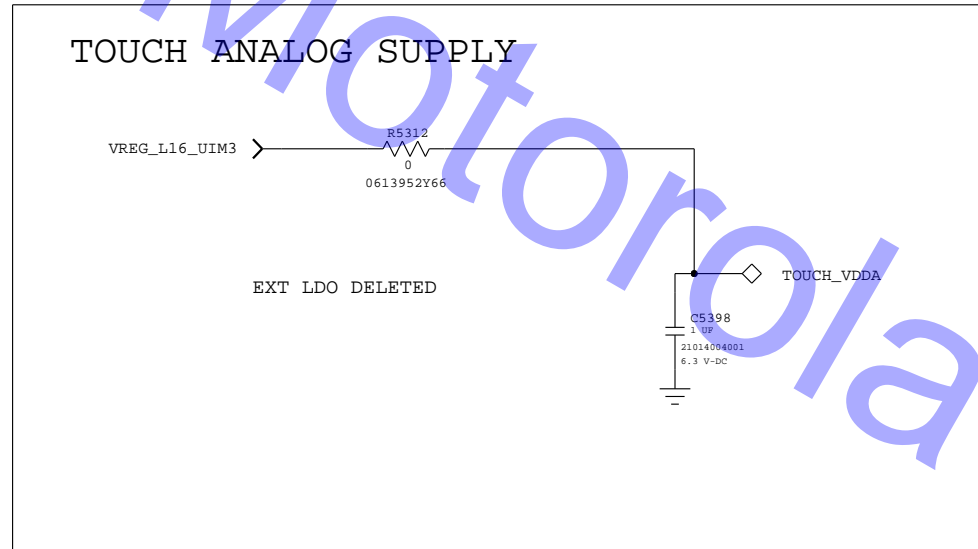 TOUCH ANALOG SUPPLY
R5312
VREG_L16_UIM3
0
0613952Y66
TOUCH_VDDA
EXT LDO DELETED
C5398
1 UF
21014004001
6.3 V-DC
Motorola